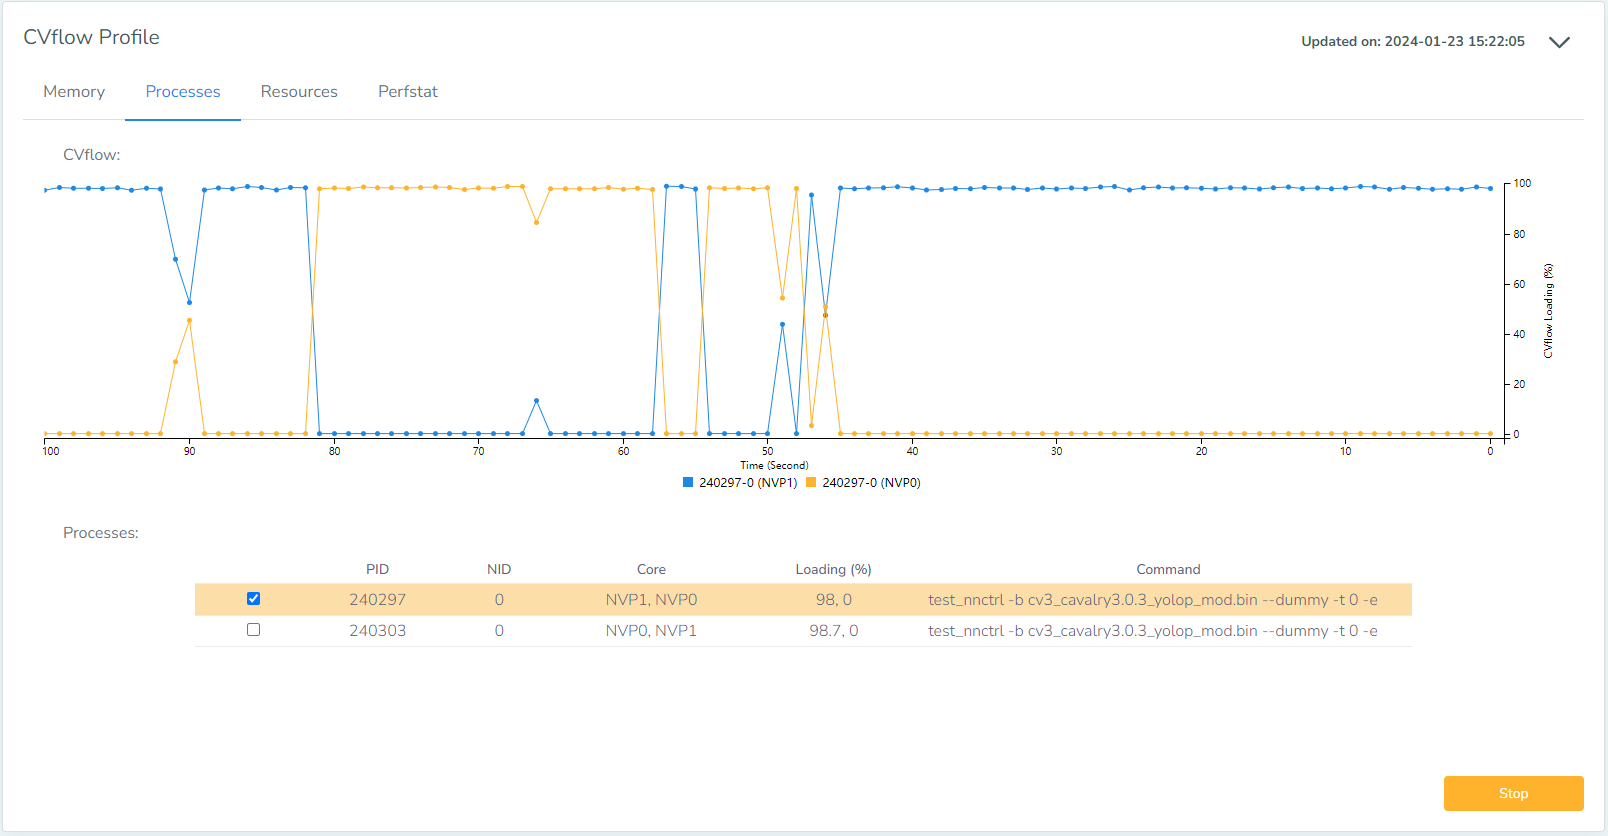 CVflow Profile
Updated on: 2024-01-23 15:22:05
Memory Processes Resources Perfstat
CVflow:
100
80
60
40
20
0
CVflow Loading (%)
100 90 80 70 60 50 40 30 20 10 0
Time (Second)
240297-0 (NVP1) 240297-0 (NVP0)
Processes:
PID NID Core Loading (%) Command
240297 0 NVP1, NVP0 98, 0 test_nnctrl -b cv3_cavalry3.0.3_yolop_mod.bin --dummy -t 0 -e
240303 0 NVP0, NVP1 98.7, 0 test_nnctrl -b cv3_cavalry3.0.3_yolop_mod.bin --dummy -t 0 -e
Stop